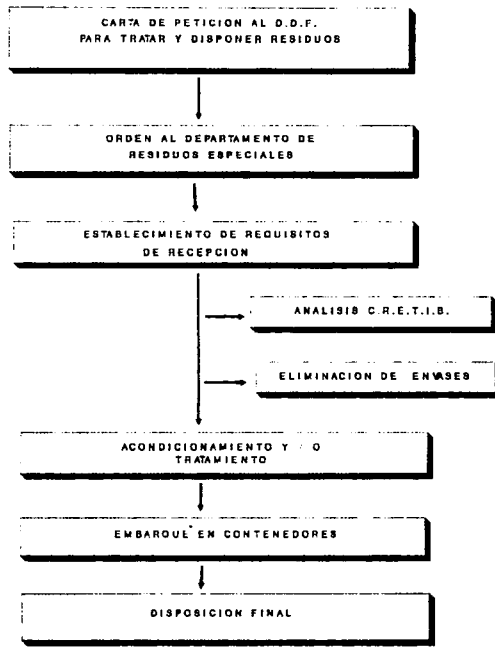 CARTA DE PETICION AL D.D.F.
PARA TRATAR Y DISPONER RESIDUOS
ORDEN AL DEPARTAMENTO DE
RESIDUOS ESPECIALES
ESTABLECIMIENTO DE REQUISITOS
DE RECEPCION
ANALISIS C.R.E.T.I.B.
ELIMINACION DE ENVASES
ACONDICIONAMIENTO Y / O
TRATAMIENTO
EMBARQUE EN CONTENEDORES
DISPOSICION FINAL